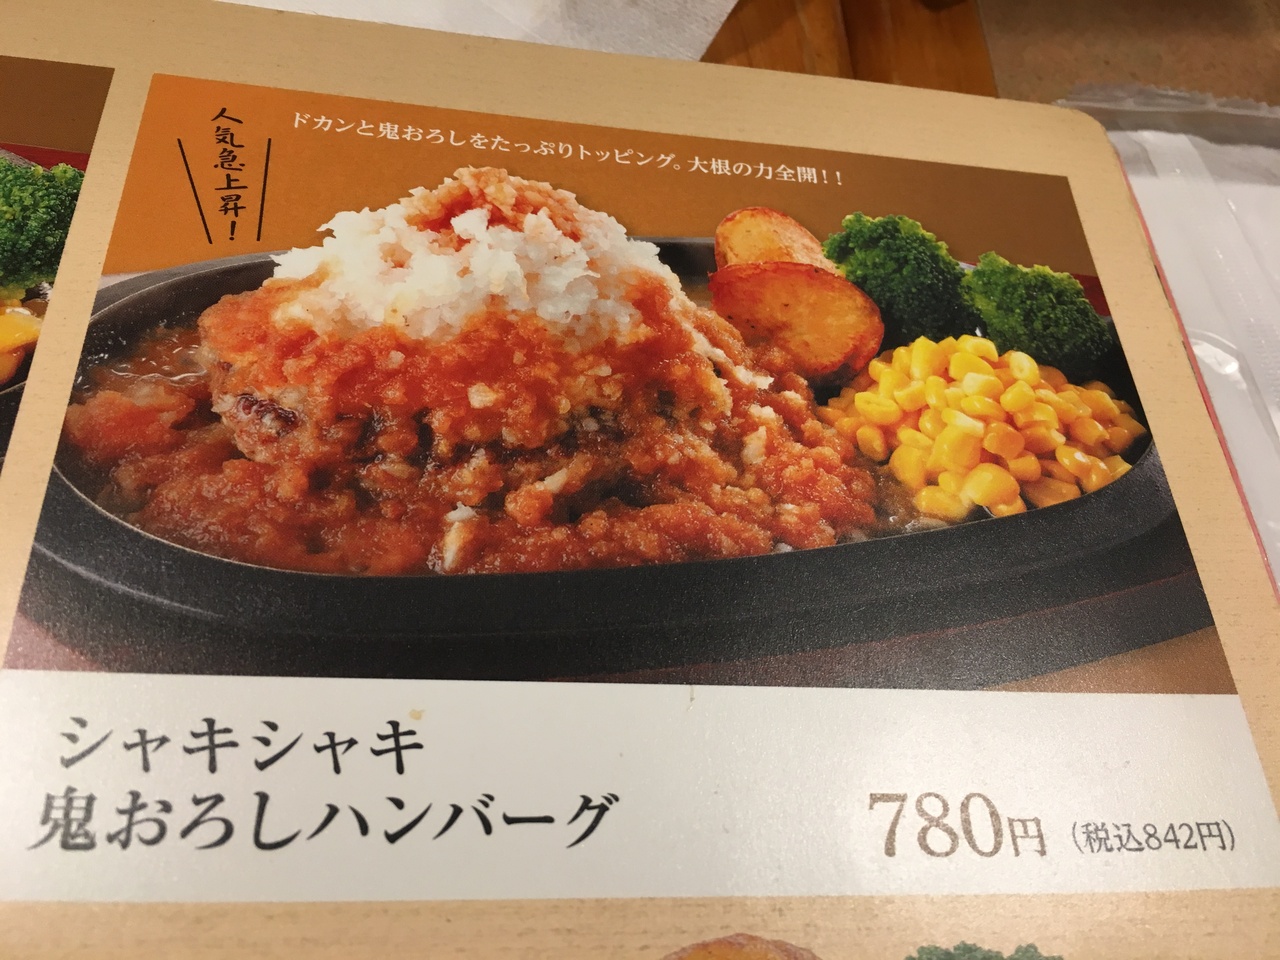 人気急上昇!
ドカンと鬼おろしをたっぷりトッピング。大根の力全開!!
シャキシャキ
鬼おろしハンバーグ
780円 (税込842円)